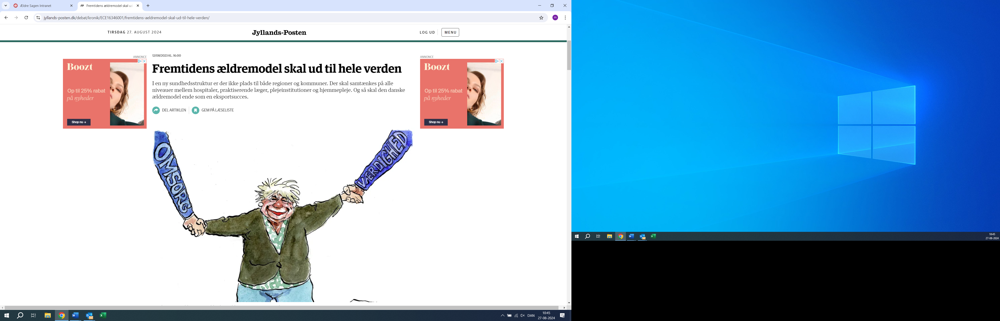 Ældre Sagen Intranet
JP Fremtidens ældremodel skal ud
jyllands-posten.dk/debat/kronik/ECE16346001/fremtidens-aeldremodel-skal-ud-til-hele-verden/
m
TIRSDAG 27. AUGUST 2024
Jyllands-Posten
LOG UD
MENU
ANNONCE
Boozt
Op til 25% rabat
på nyheder
Shop nu →
12/08/2023 KL. 16:00
Fremtidens ældremodel skal ud til hele verden
I en ny sundhedsstruktur er der ikke plads til både regioner og kommuner. Der skal samtænkes på alle
niveauer mellem hospitaler, praktiserende læger, plejeinstitutioner og hjemmepleje. Og så skal den danske
ældremodel ende som en eksportsucces.
DEL ARTIKLEN
GEM PÅ LÆSELISTE
ANNONCE
Boozt
Op til 25% rabat
på nyheder
Shop nu →
OMSORG
VÆRDIGHED
DAN
10:45
27-08-2024
10:45
27-08-2024